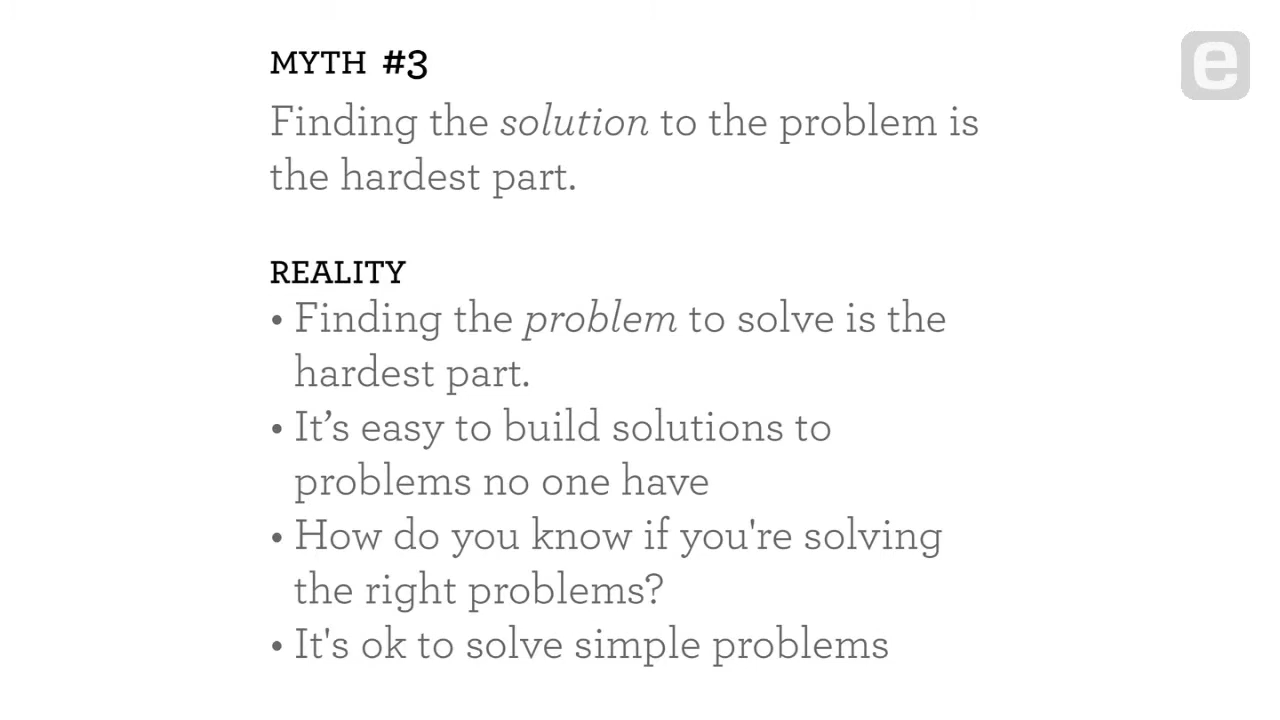 MYTH #3
Finding the solution to the problem is
the hardest part.
REALITY
• Finding the problem to solve is the
hardest part.
• It’s easy to build solutions to
problems no one have
• How do you know if you're solving
the right problems?
• It's ok to solve simple problems
e